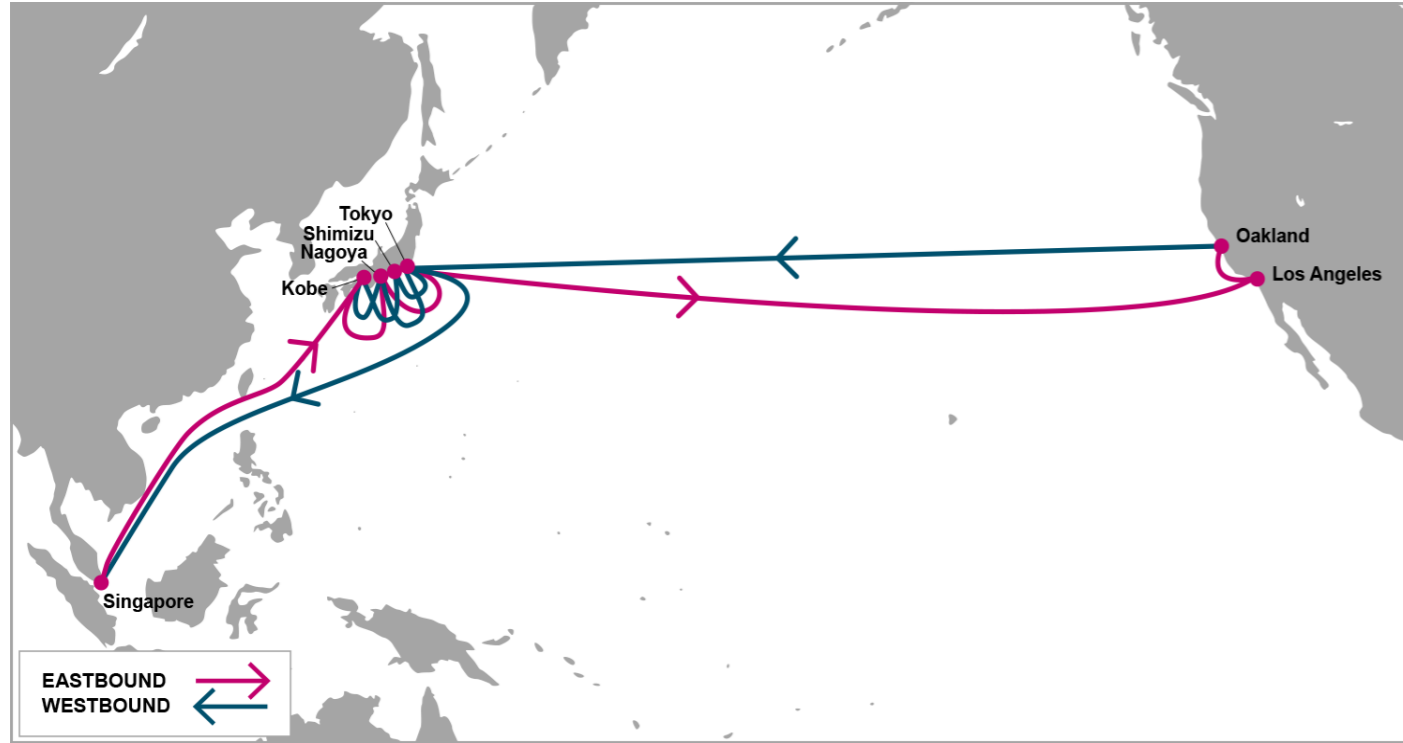 Tokyo
Shimizu
Nagoya
Kobe
Oakland
Los Angeles
Singapore
EASTBOUND
WESTBOUND